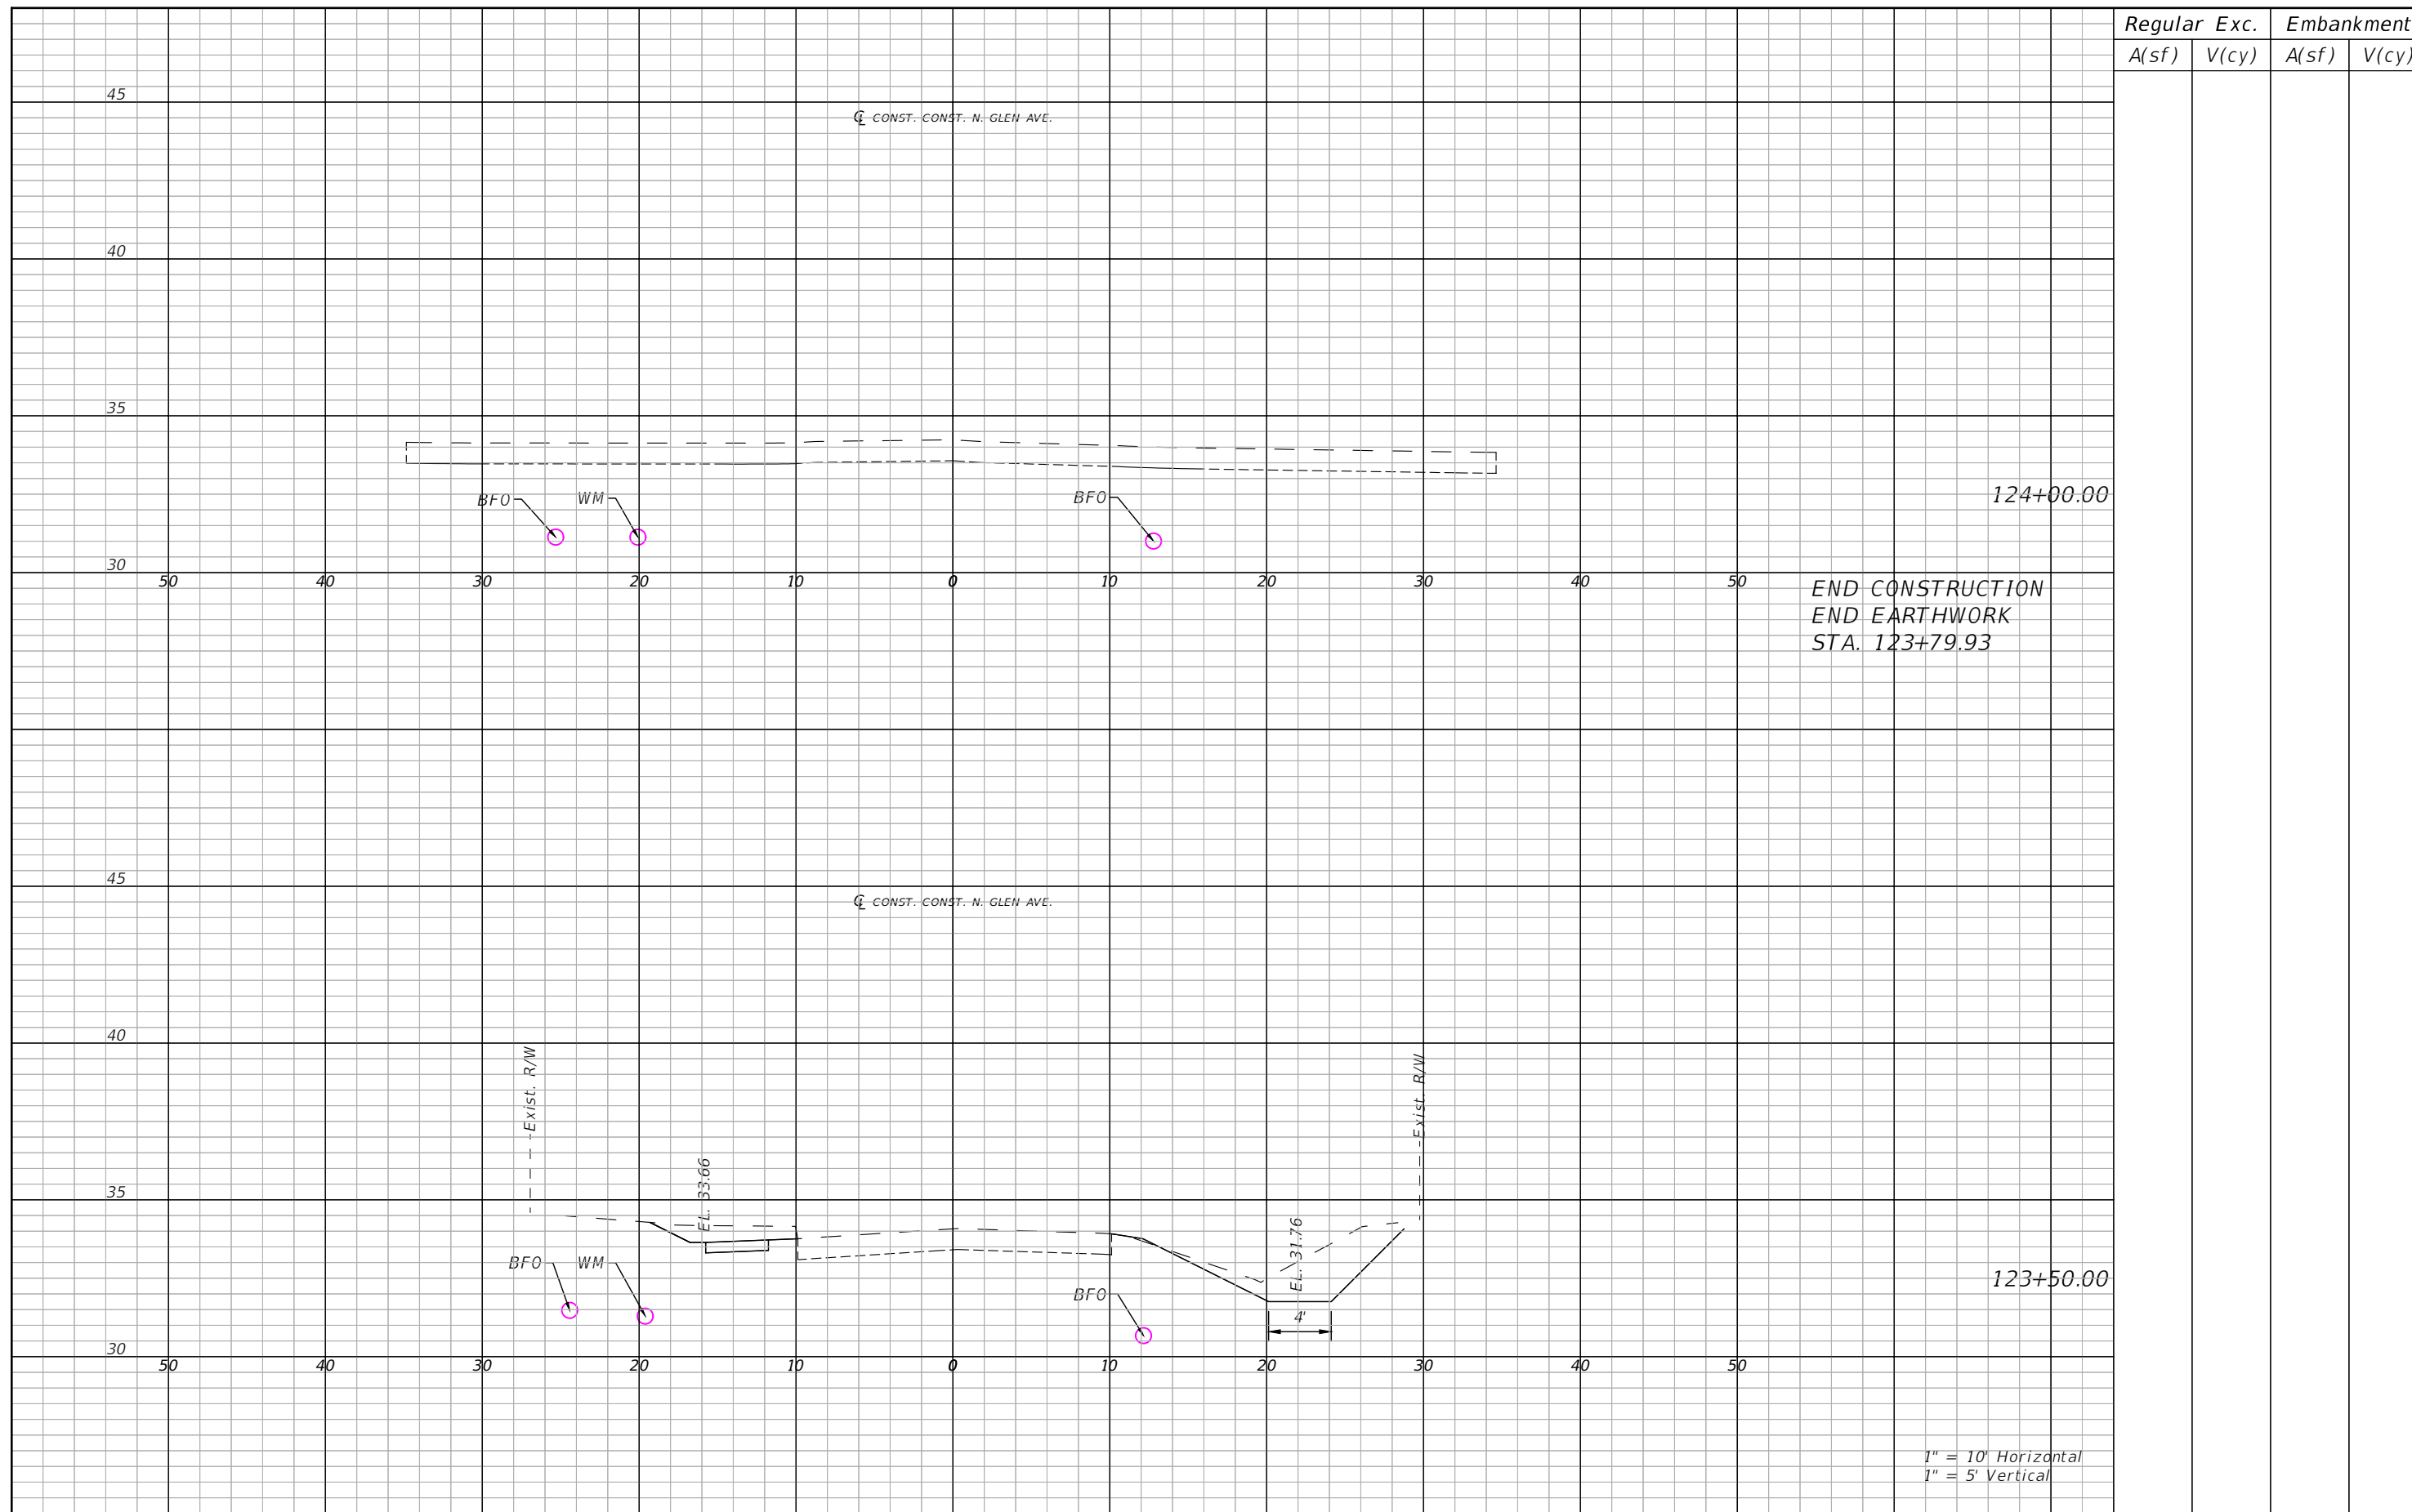 Regular Exc. Embankment
A(sf) V(cy) A(sf) V(cy)
45
℄ CONST. CONST. N. GLEN AVE.
40
35
BFO WM BFO
124+00.00
30
50 40 30 20 10 0 10 20 30 40 50
END CONSTRUCTION
END EARTHWORK
STA. 123+79.93
45
℄ CONST. CONST. N. GLEN AVE.
40
Exist. R/W
Exist. R/W
35
EL. 33.66
EL. 31.76
BFO WM
BFO
123+50.00
4'
30
50 40 30 20 10 0 10 20 30 40 50
1" = 10' Horizontal
1" = 5' Vertical